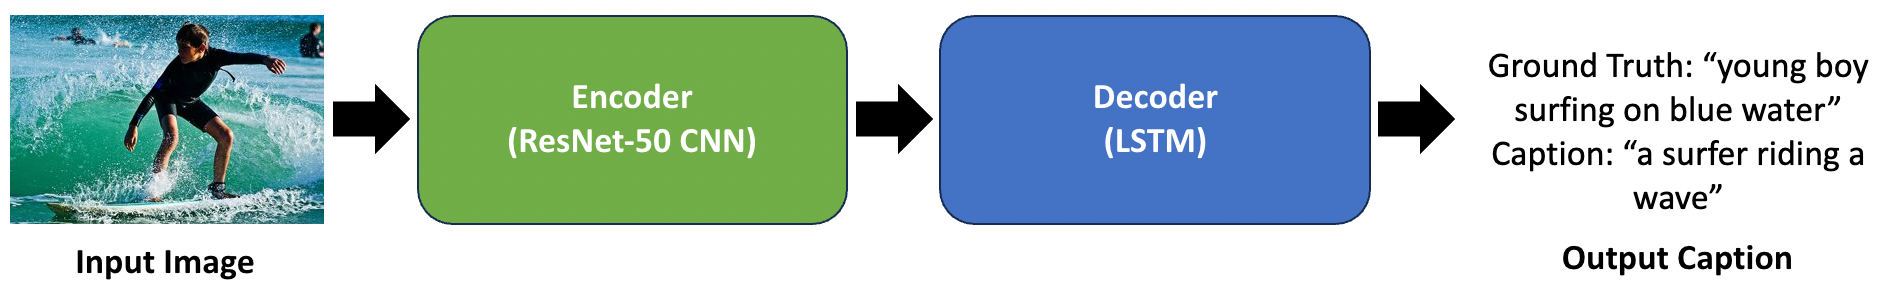 Input Image
Encoder
(ResNet-50 CNN)
Decoder
(LSTM)
Ground Truth: “young boy
surfing on blue water”
Caption: “a surfer riding a
wave”
Output Caption